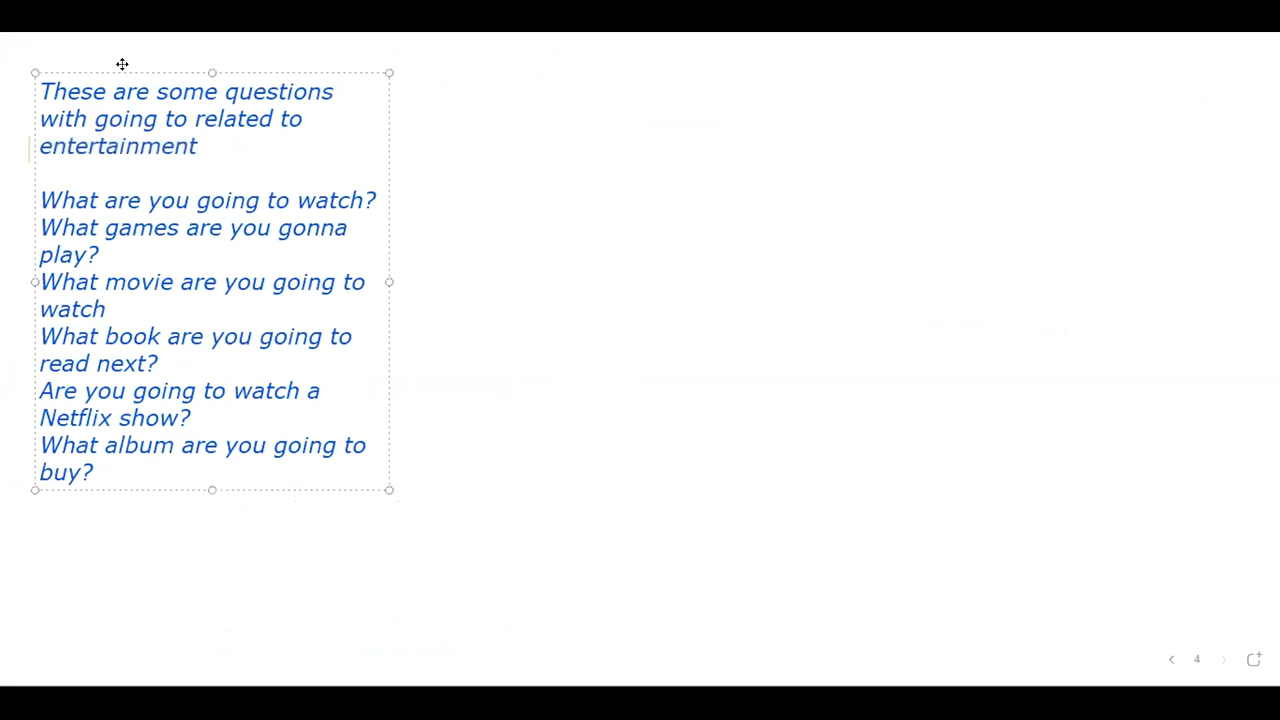 These are some questions
with going to related to
entertainment
What are you going to watch?
What games are you gonna
play?
What movie are you going to
watch
What book are you going to
read next?
Are you going to watch a
Netflix show?
What album are you going to
buy?
4